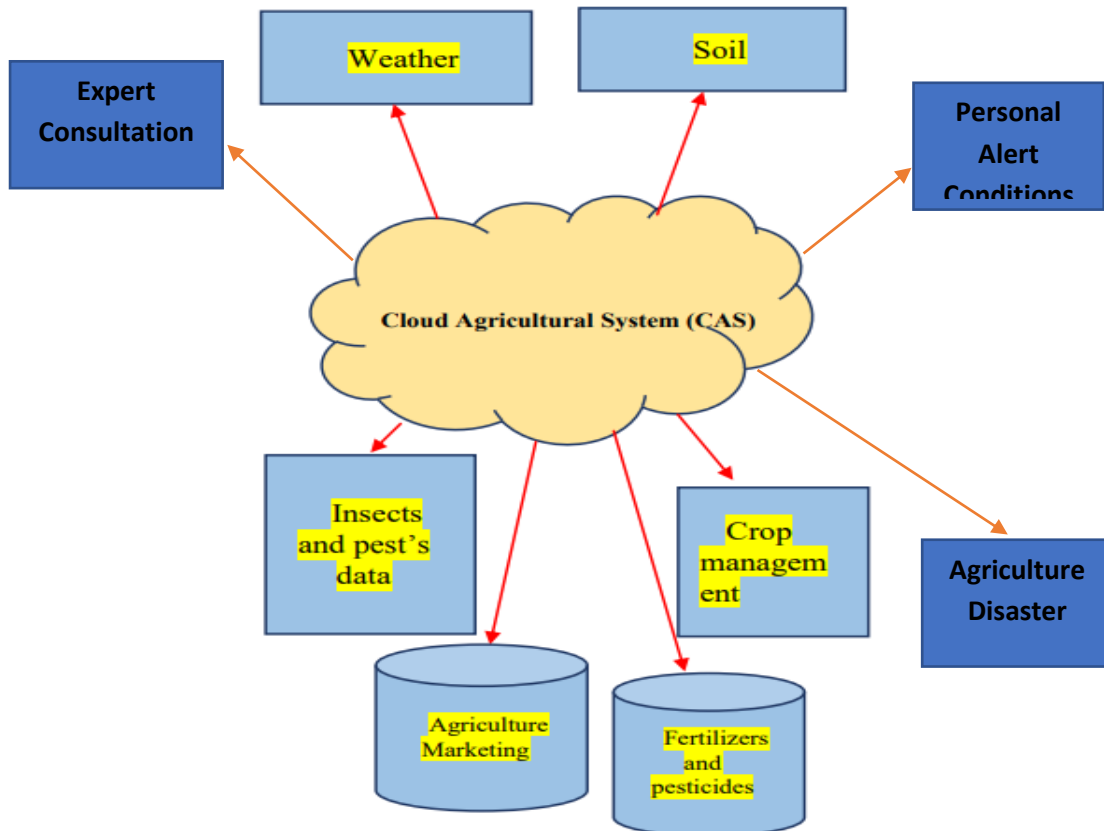 Weather
Soil
Expert
Consultation
Personal
Alert
Conditions
Cloud Agricultural System (CAS)
Insects
and pest’s
data
Crop
managem
ent
Agriculture
Disaster
Agriculture
Marketing
Fertilizers
and
pesticides